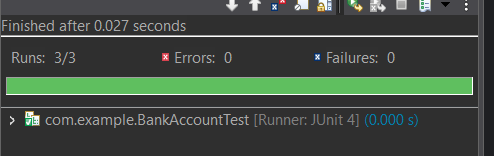 Finished after 0.027 seconds
Runs: 3/3 Errors: 0 Failures: 0
com.example.BankAccountTest [Runner: JUnit 4] (0.000 s)